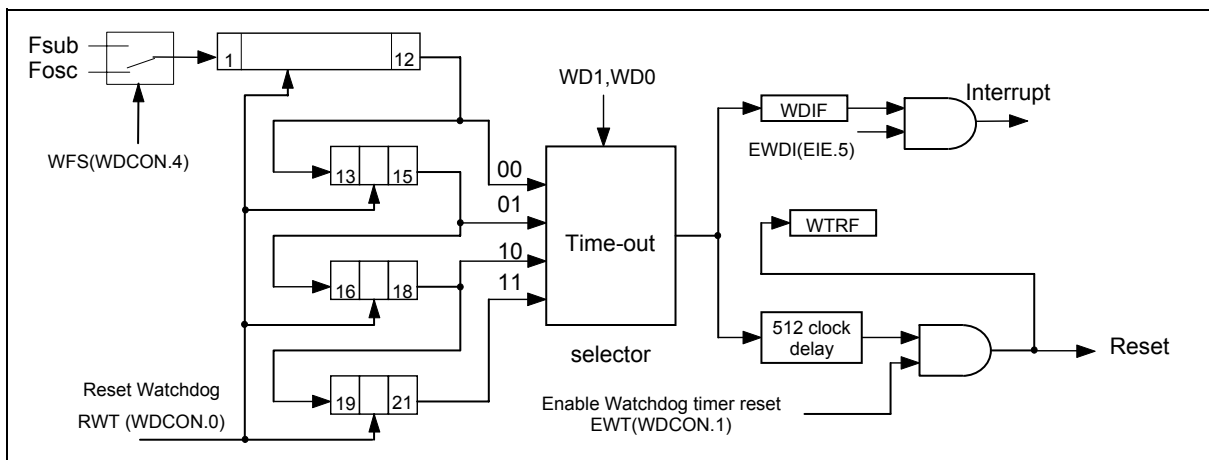 Fsub
Fosc
WFS(WDCON.4)
1
12
13
15
16
18
19
21
Reset Watchdog
RWT (WDCON.0)
WD1,WD0
00
01
10
11
Time-out
selector
WDIF
EWDI(EIE.5)
Interrupt
WTRF
512 clock
delay
Reset
Enable Watchdog timer reset
EWT(WDCON.1)